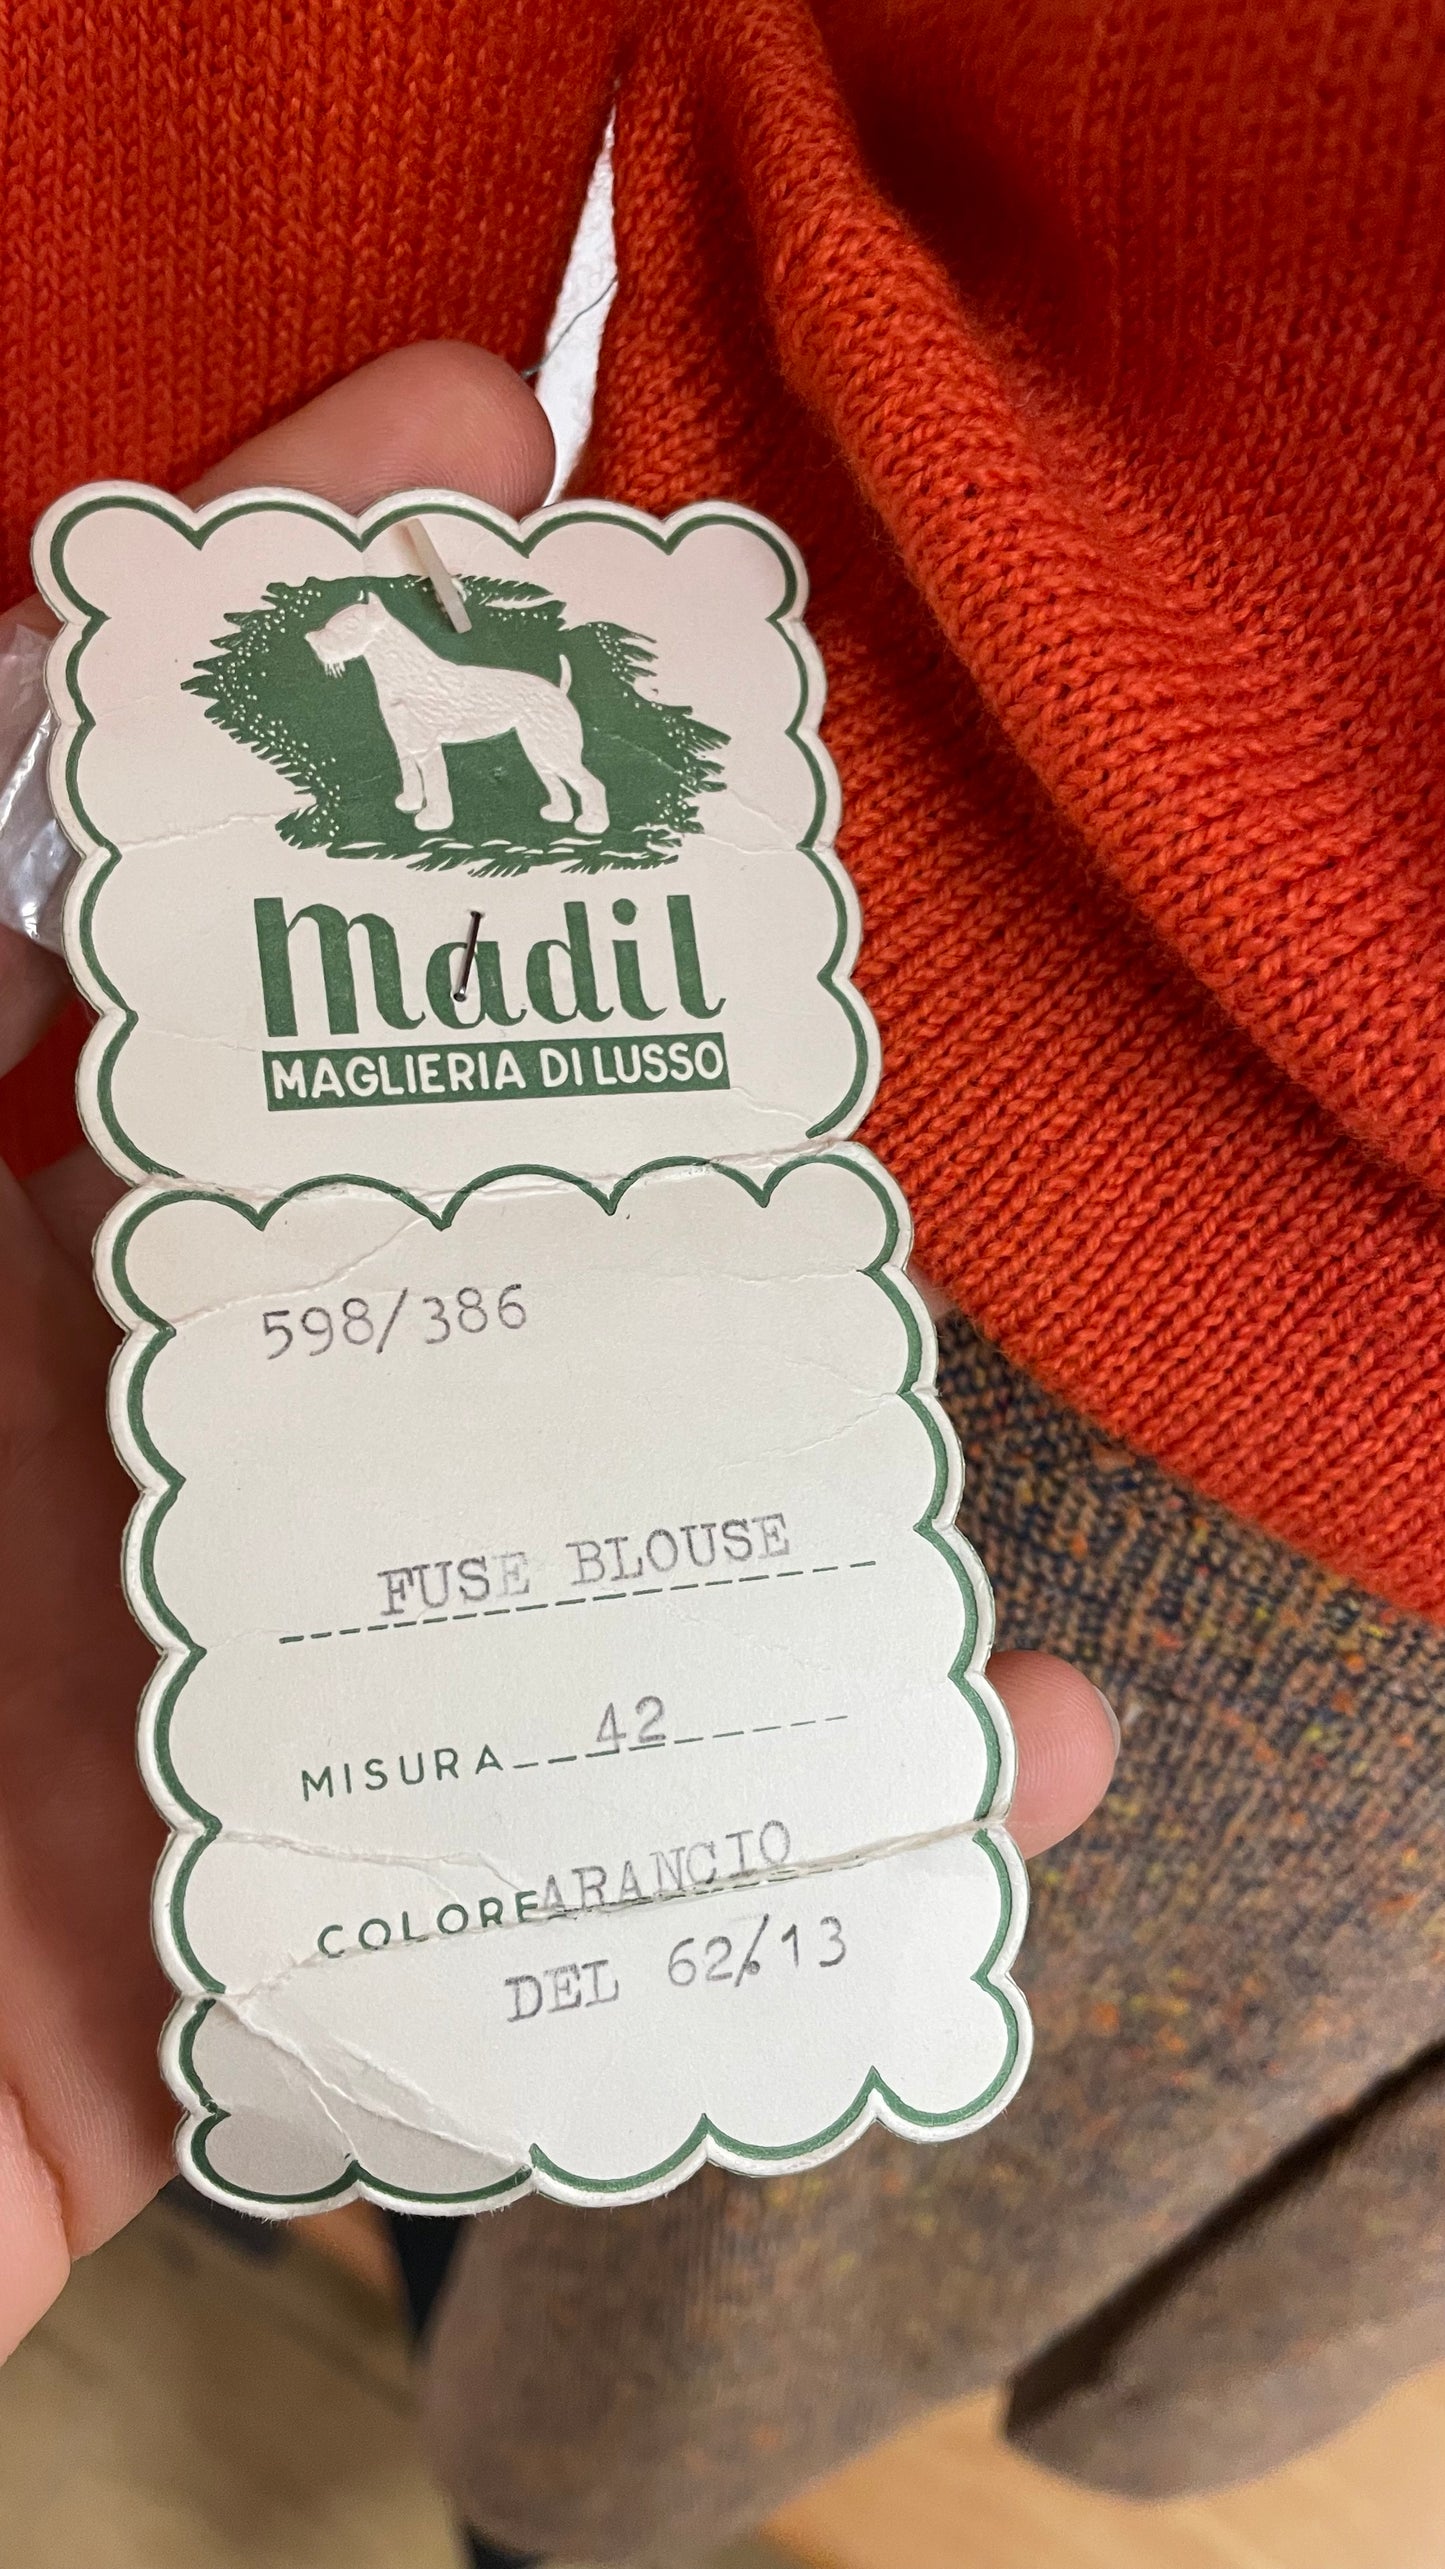 Madil
MAGLIERIA DI LUSSO
598/386
FUSE BLOUSE
MISURA 42
COLORE ARANCIO
DEL 62/13